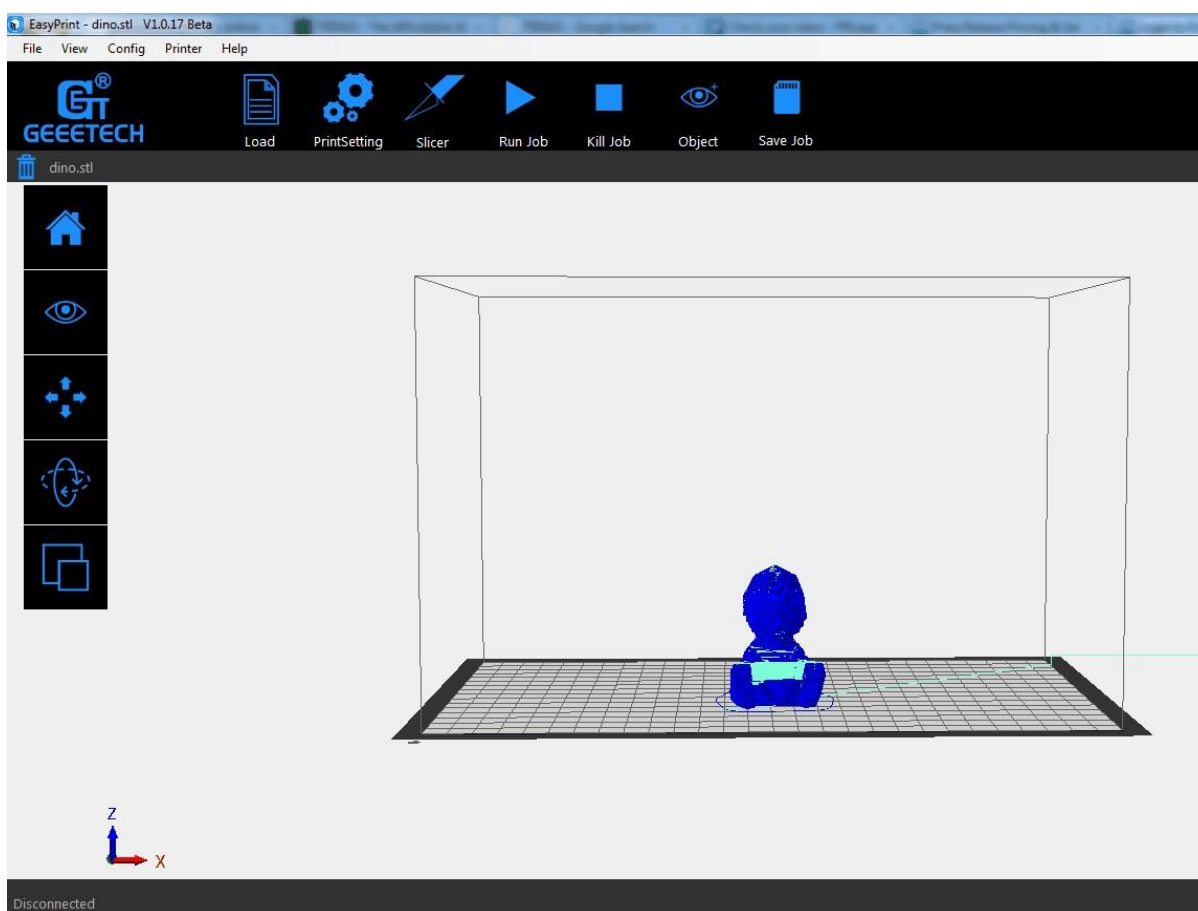 EasyPrint - dino.stl V1.0.17 Beta
File View Config Printer Help
GEEETECH
®
Load PrintSetting Slicer Run Job Kill Job Object Save Job
dino.stl
Z
X
Disconnected